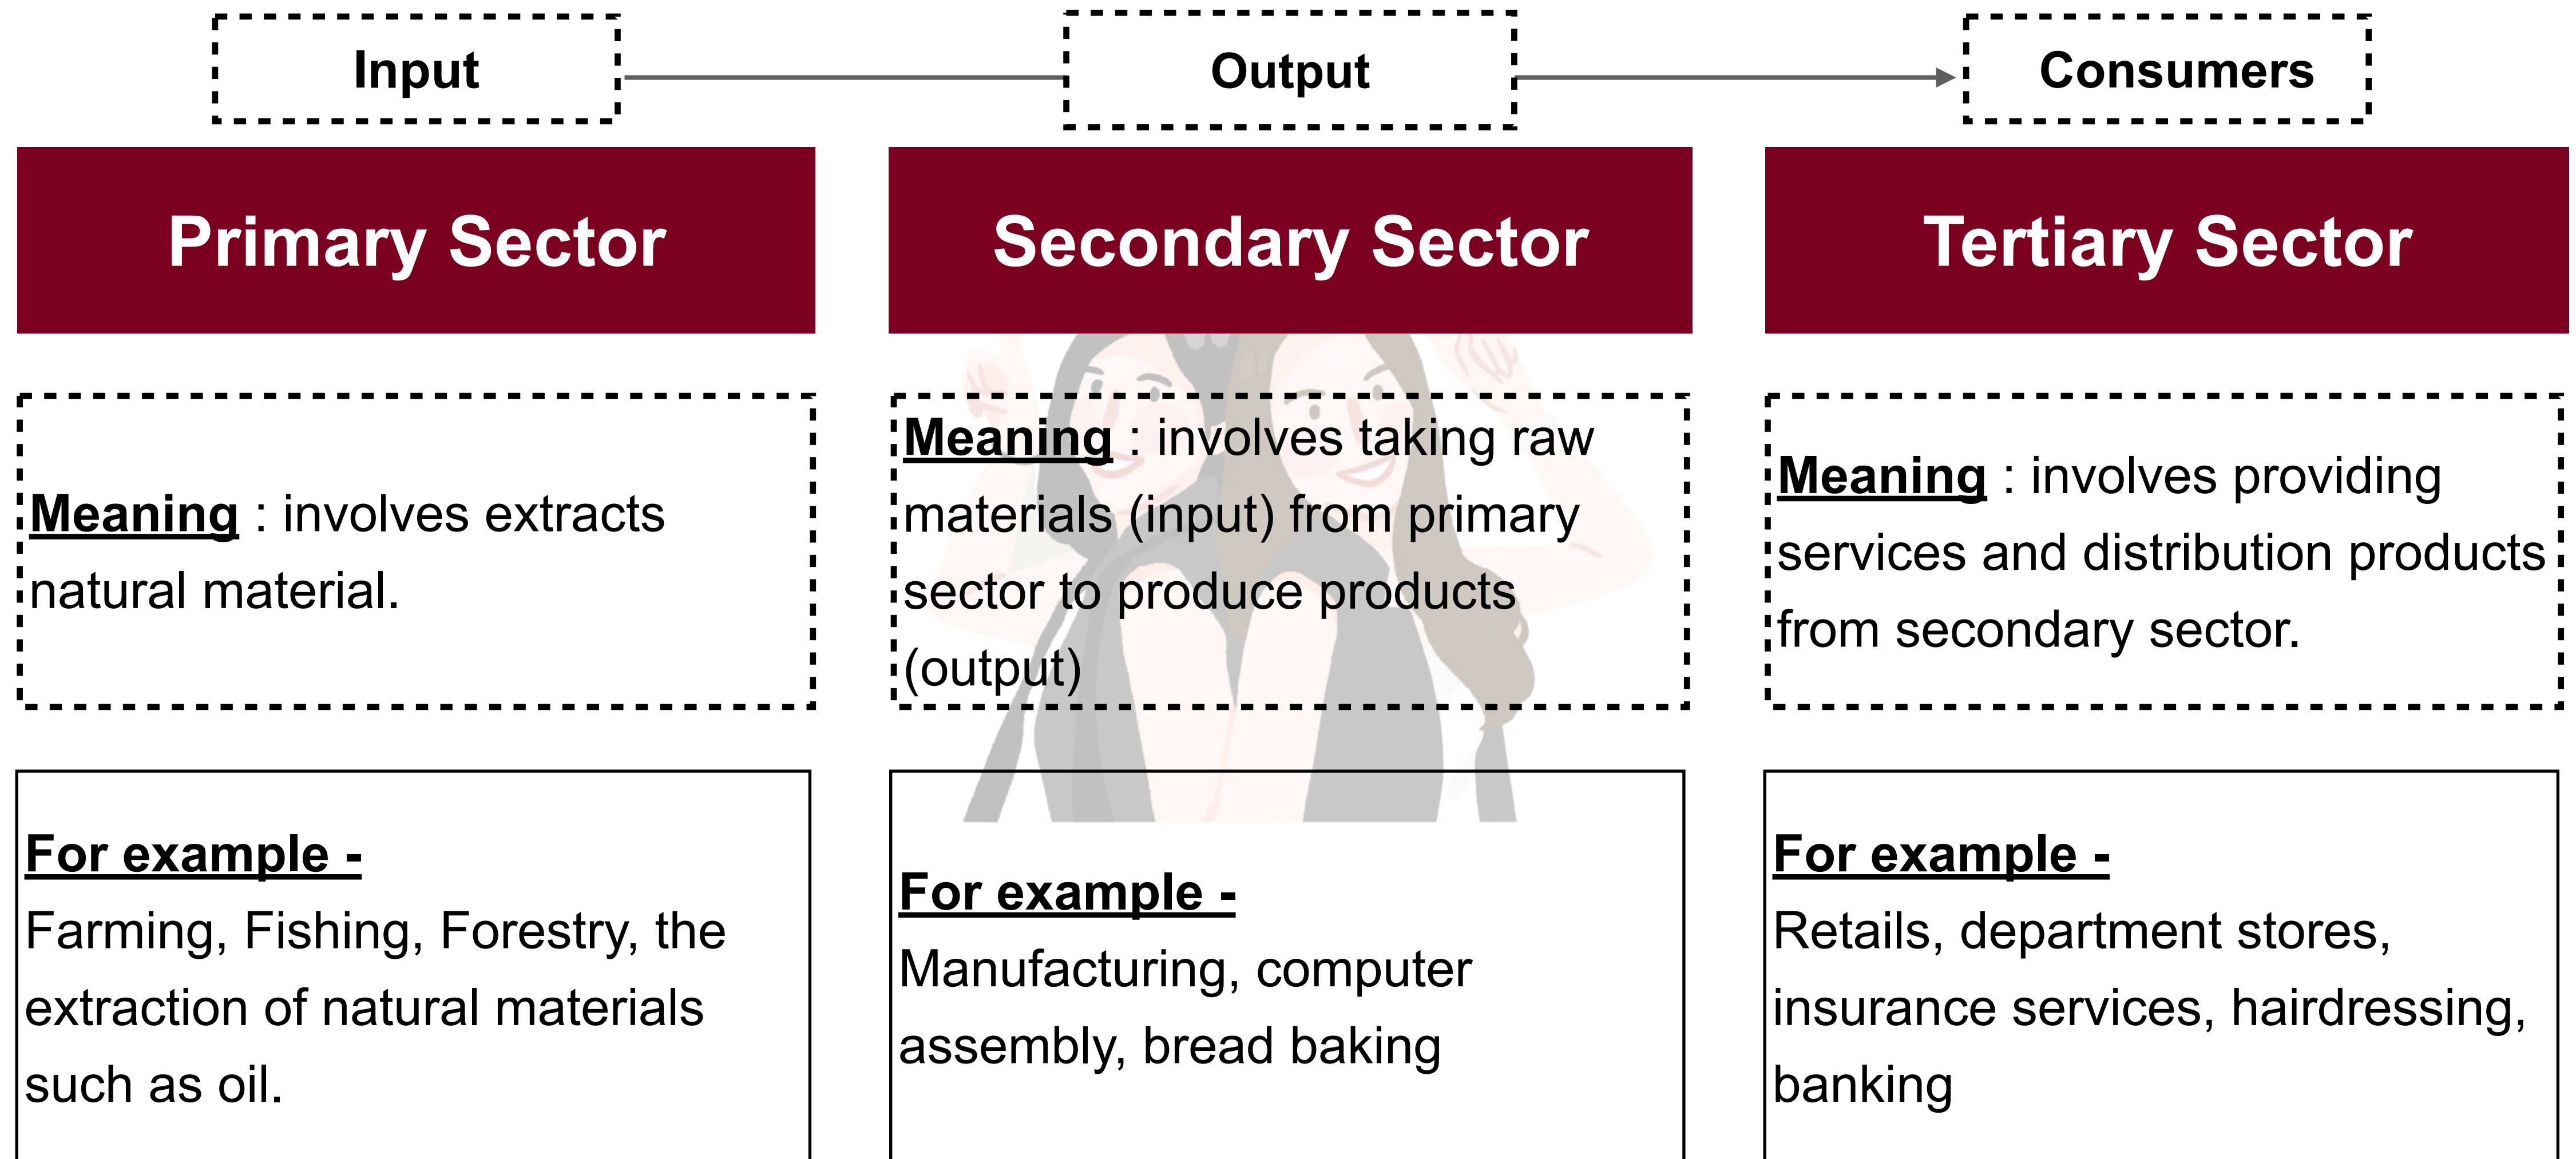 Input
Output
Consumers
Primary Sector
Secondary Sector
Tertiary Sector
Meaning : involves extracts
natural material.
Meaning : involves taking raw
materials (input) from primary
sector to produce products
(output)
Meaning : involves providing
services and distribution products
from secondary sector.
For example -
Farming, Fishing, Forestry, the
extraction of natural materials
such as oil.
For example -
Manufacturing, computer
assembly, bread baking
For example -
Retails, department stores,
insurance services, hairdressing,
banking